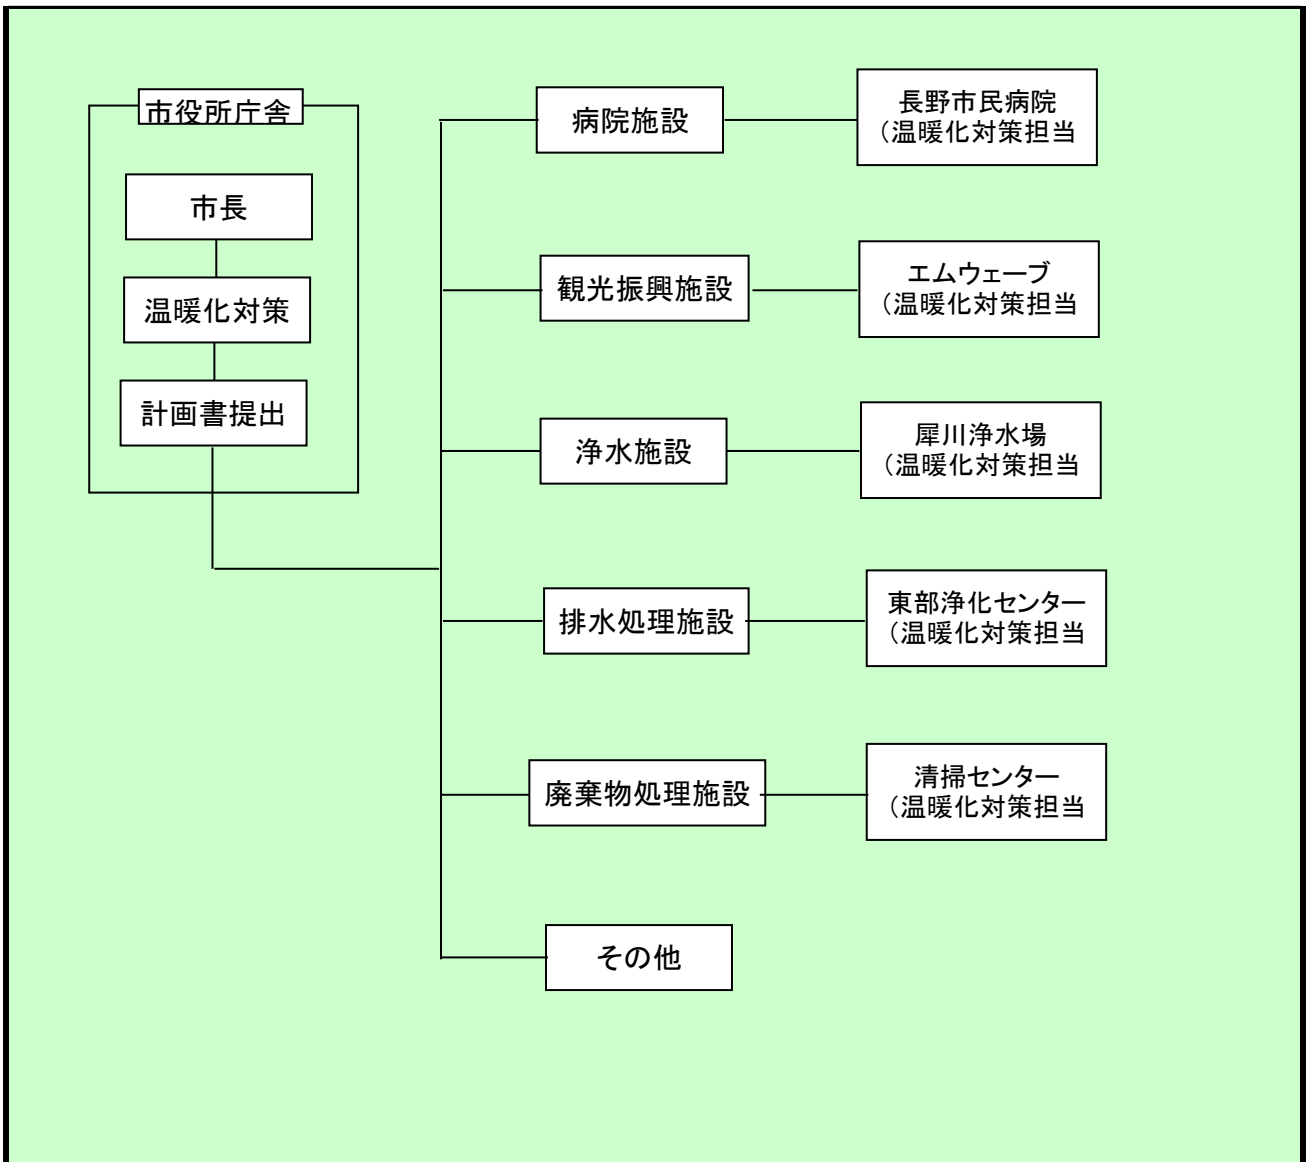 市役所庁舎
市長
温暖化対策
計画書提出
病院施設
長野市民病院
（温暖化対策担当
観光振興施設
エムウェーブ
（温暖化対策担当
浄水施設
犀川浄水場
（温暖化対策担当
排水処理施設
東部浄化センター
（温暖化対策担当
廃棄物処理施設
清掃センター
（温暖化対策担当
その他